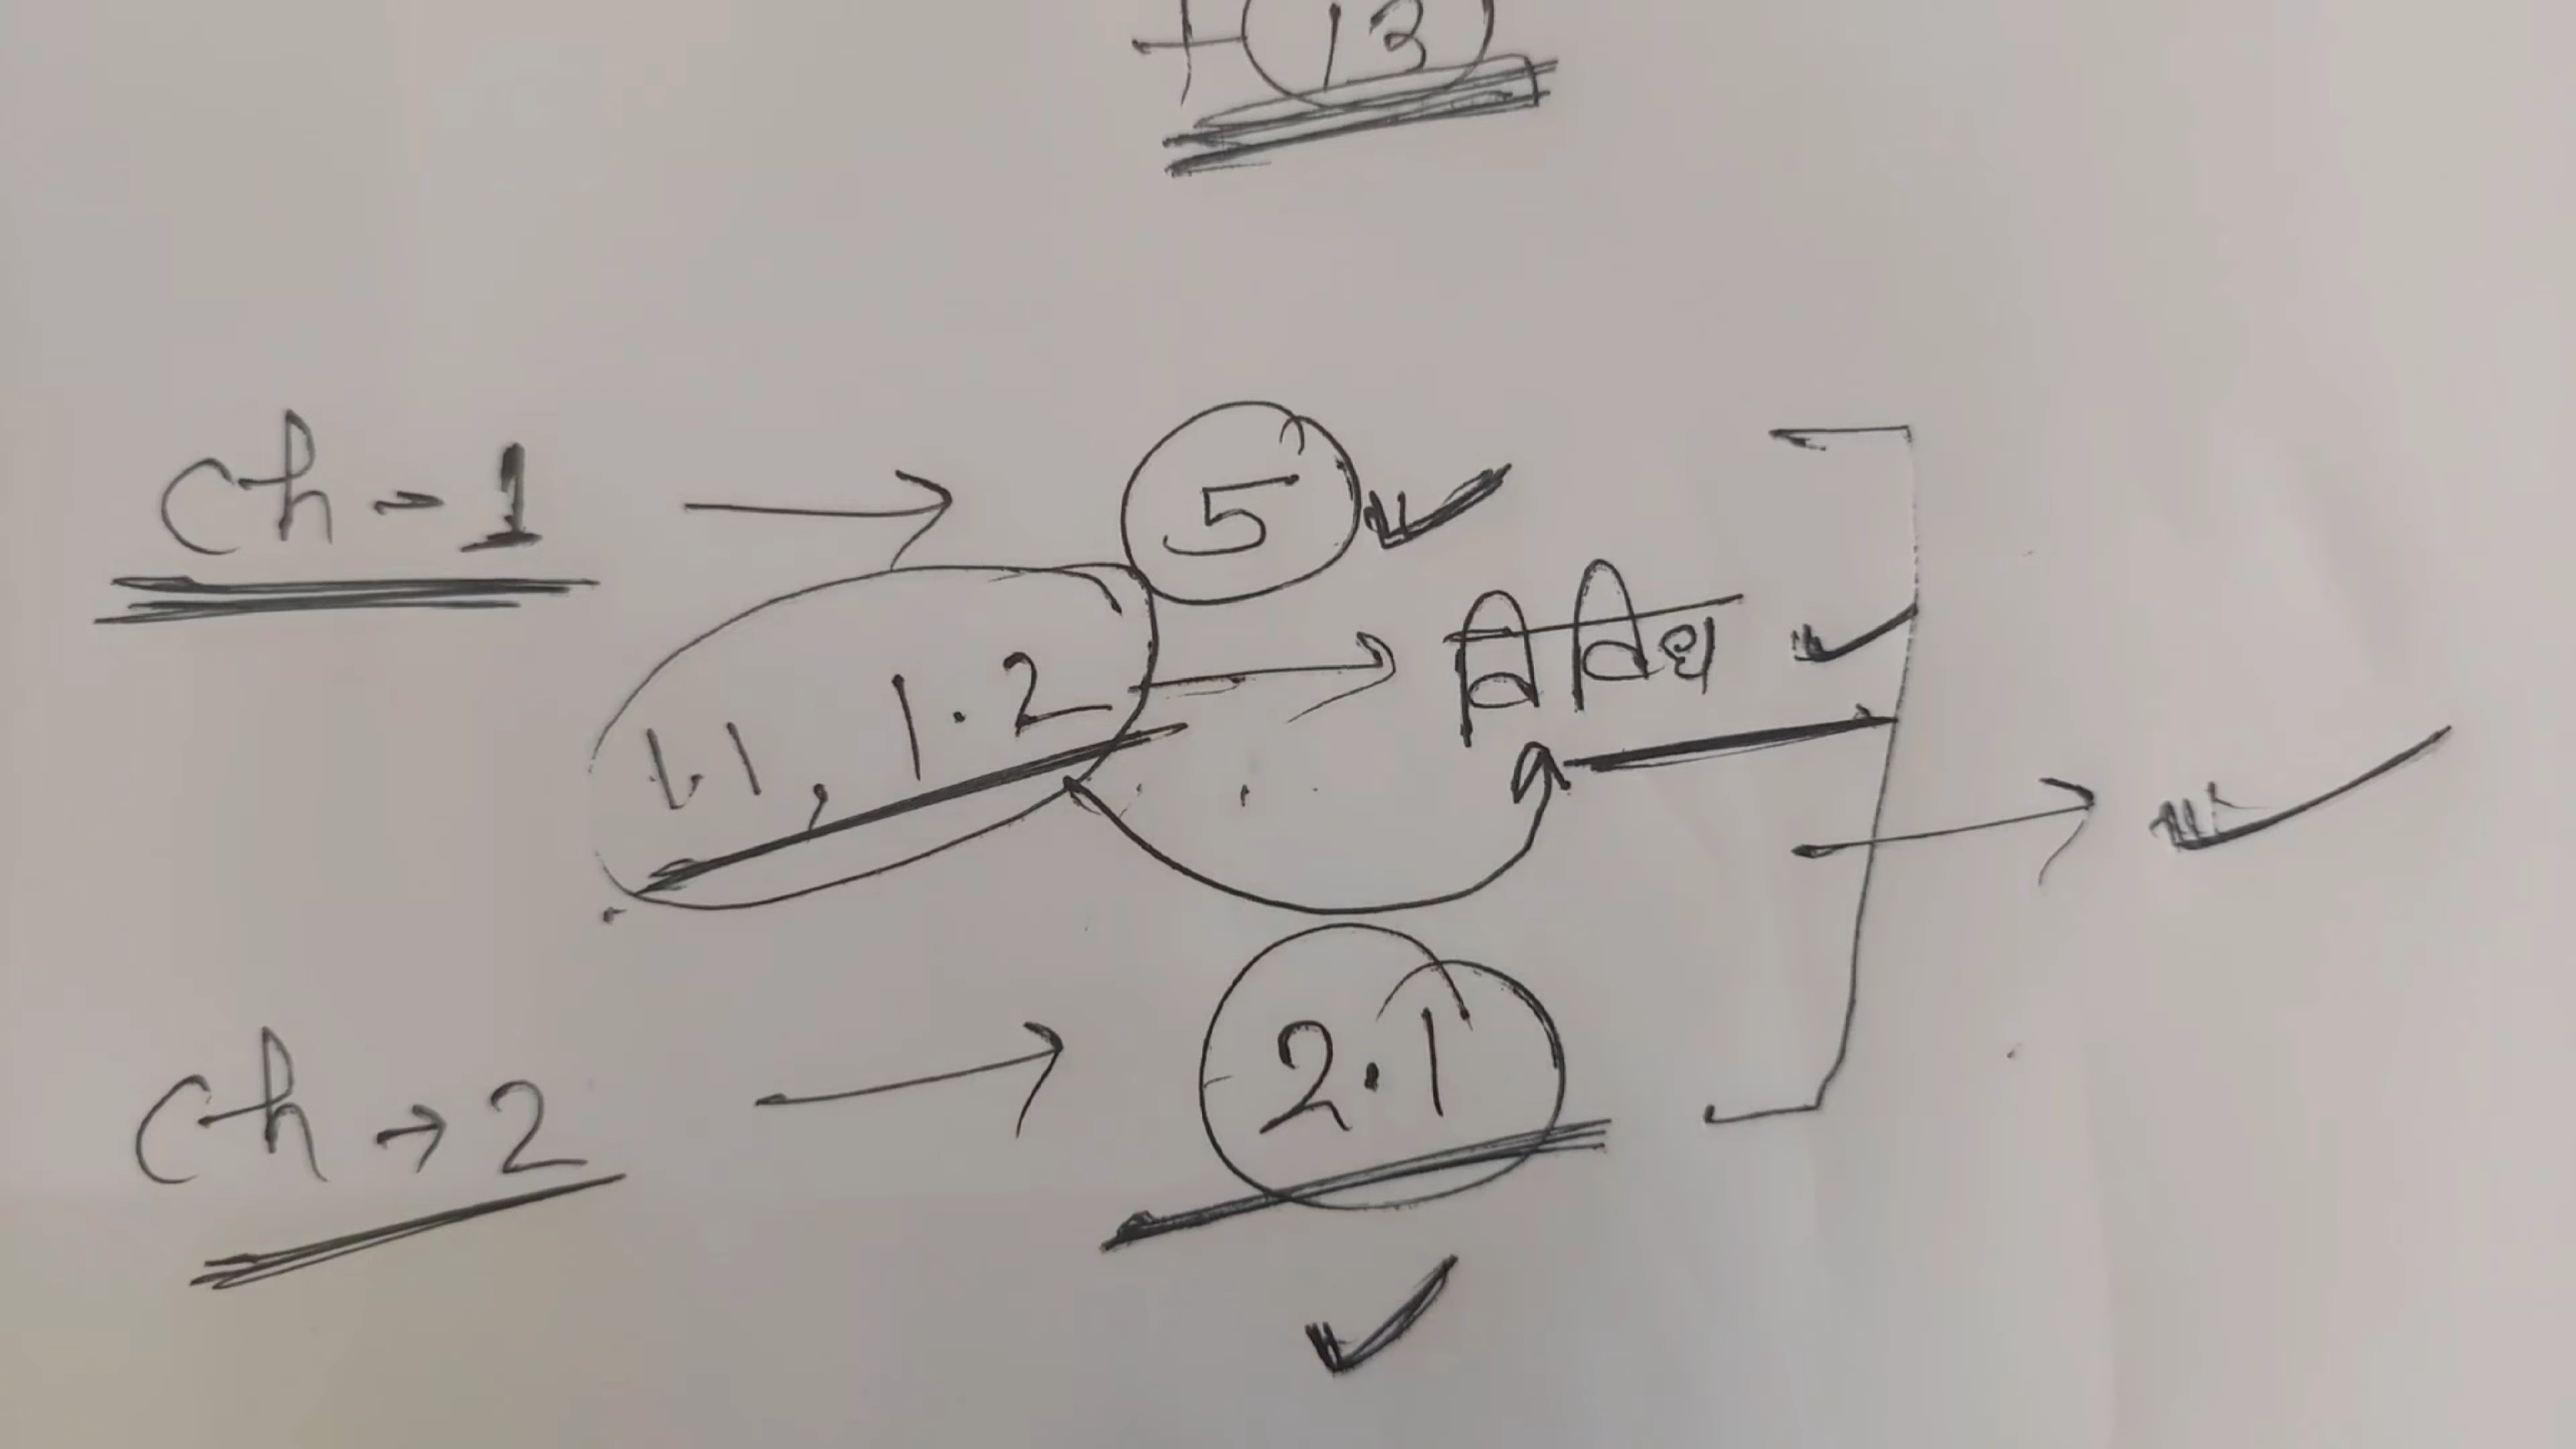 + 13
Ch - 1 → 5 ✓
1.1, 1.2 → विविध ✓
→ ✓
Ch → 2 → 2.1
✓